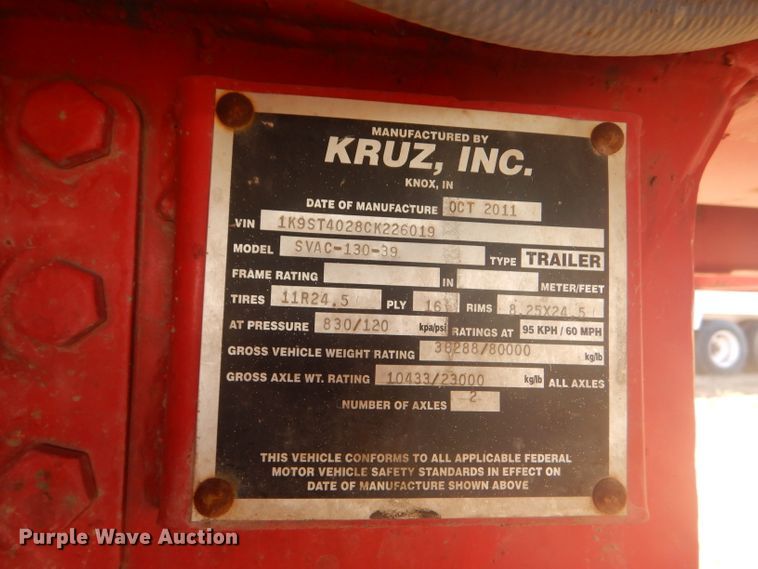 MANUFACTURED BY
KRUZ, INC.
KNOX, IN
DATE OF MANUFACTURE OCT 2011
VIN 1K9ST4028CK226019
MODEL SVAC-130-39 TYPE TRAILER
FRAME RATING IN METER/FEET
TIRES 11R24.5 PLY 16 RIMS 8.25X24.5
AT PRESSURE 830/120 kpa/psi RATINGS AT 95 KPH / 60 MPH
GROSS VEHICLE WEIGHT RATING 36288/80000 kg/lb
GROSS AXLE WT. RATING 10433/23000 kg/lb ALL AXLES
NUMBER OF AXLES 2
THIS VEHICLE CONFORMS TO ALL APPLICABLE FEDERAL
MOTOR VEHICLE SAFETY STANDARDS IN EFFECT ON
DATE OF MANUFACTURE SHOWN ABOVE
Purple Wave Auction